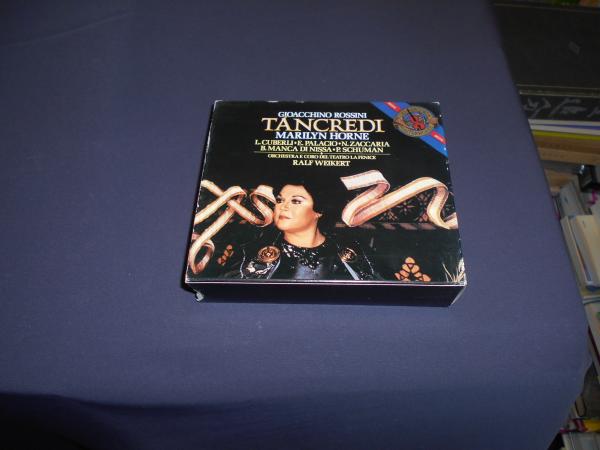 GIOACCHINO ROSSINI
TANCREDI
MARILYN HORNE
L. CUBERLI • E. PALACIO • N. ZACCARIA
B. MANCA DI NISSA • P. SCHUMAN
ORCHESTRA E CORO DEL TEATRO LA FENICE
RALF WEIKERT